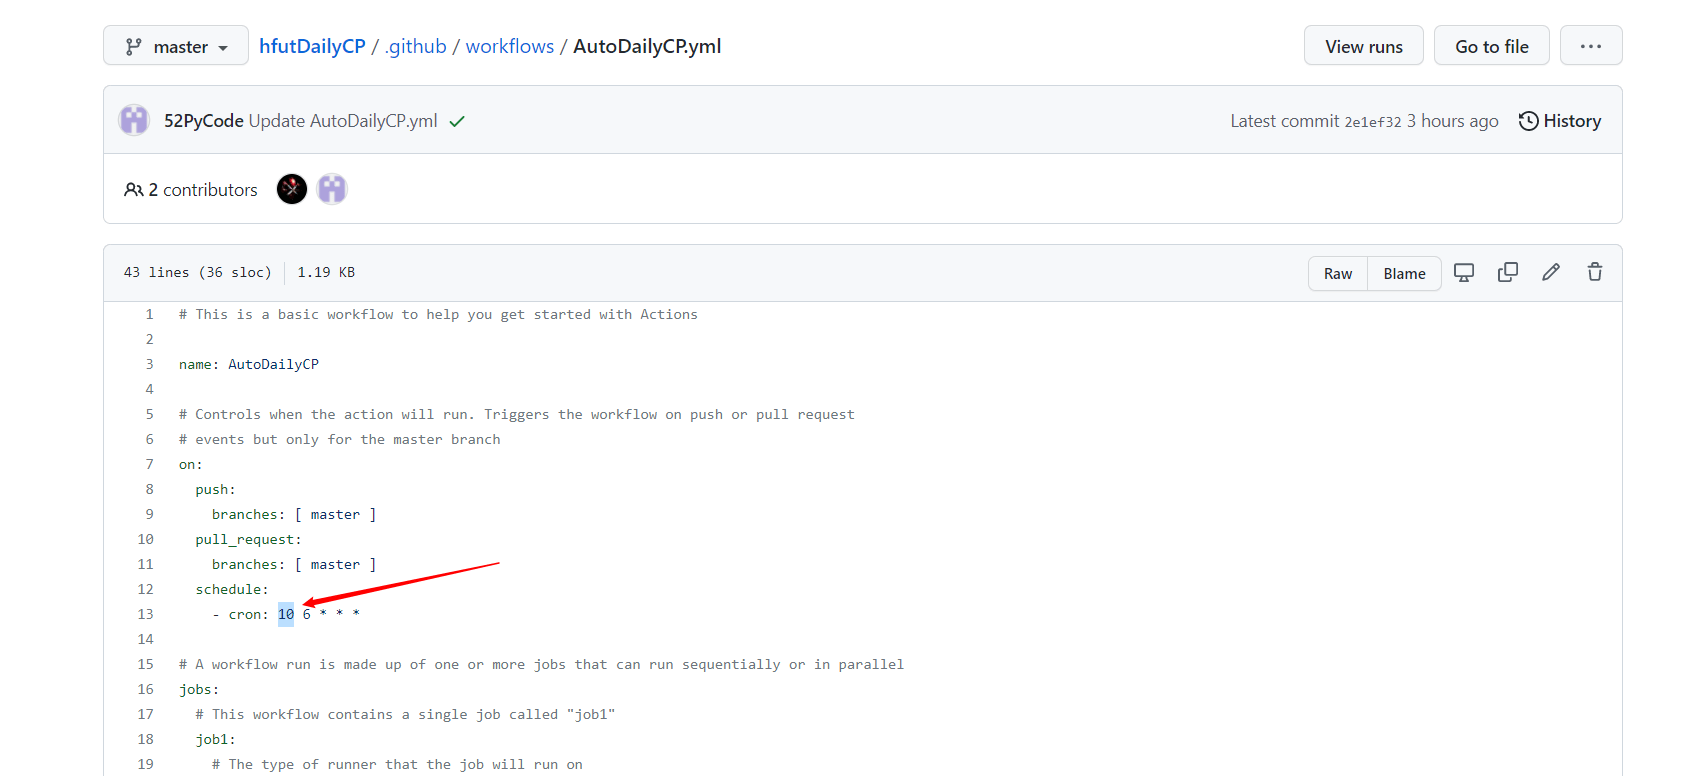 master hfutDailyCP / .github / workflows / AutoDailyCP.yml View runs Go to file ...
52PyCode Update AutoDailyCP.yml Latest commit 2e1ef32 3 hours ago History
2 contributors
43 lines (36 sloc) 1.19 KB Raw Blame
1 # This is a basic workflow to help you get started with Actions
2
3 name: AutoDailyCP
4
5 # Controls when the action will run. Triggers the workflow on push or pull request
6 # events but only for the master branch
7 on:
8 push:
9 branches: [ master ]
10 pull_request:
11 branches: [ master ]
12 schedule:
13 - cron: 10 6 * * *
14
15 # A workflow run is made up of one or more jobs that can run sequentially or in parallel
16 jobs:
17 # This workflow contains a single job called "job1"
18 job1:
19 # The type of runner that the job will run on